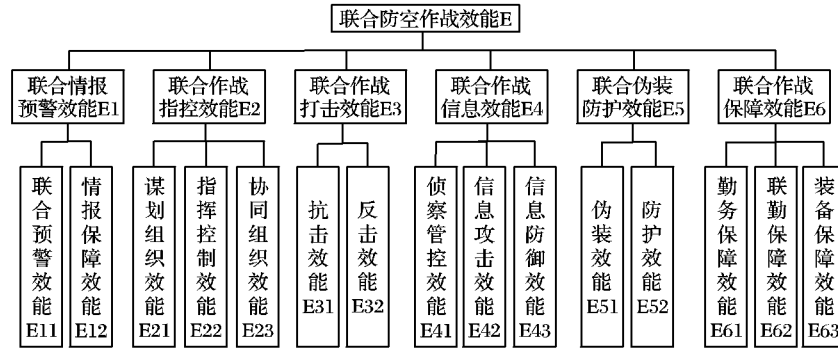 联合防空作战效能E
联合情报
预警效能E1
联合作战
指控效能E2
联合作战
打击效能E3
联合作战
信息效能E4
联合伪装
防护效能E5
联合作战
保障效能E6
联合预警效能E11
情报保障效能E12
谋划组织效能E21
指挥控制效能E22
协同组织效能E23
抗击效能E31
反击效能E32
侦察管控效能E41
信息攻击效能E42
信息防御效能E43
伪装效能E51
防护效能E52
勤务保障效能E61
联勤保障效能E62
装备保障效能E63